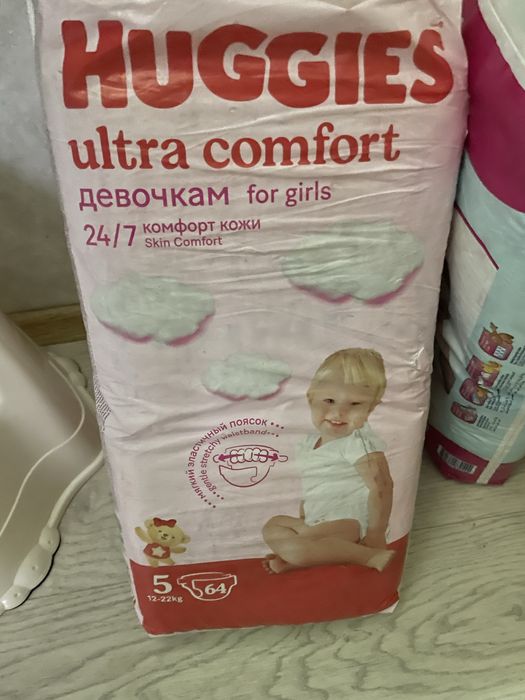 HUGGIES
ultra comfort
девочкам for girls
24/7 комфорт кожи
Skin Comfort
мягкий эластичный поясок
gentle stretchy waistband
5 64
12-22kg